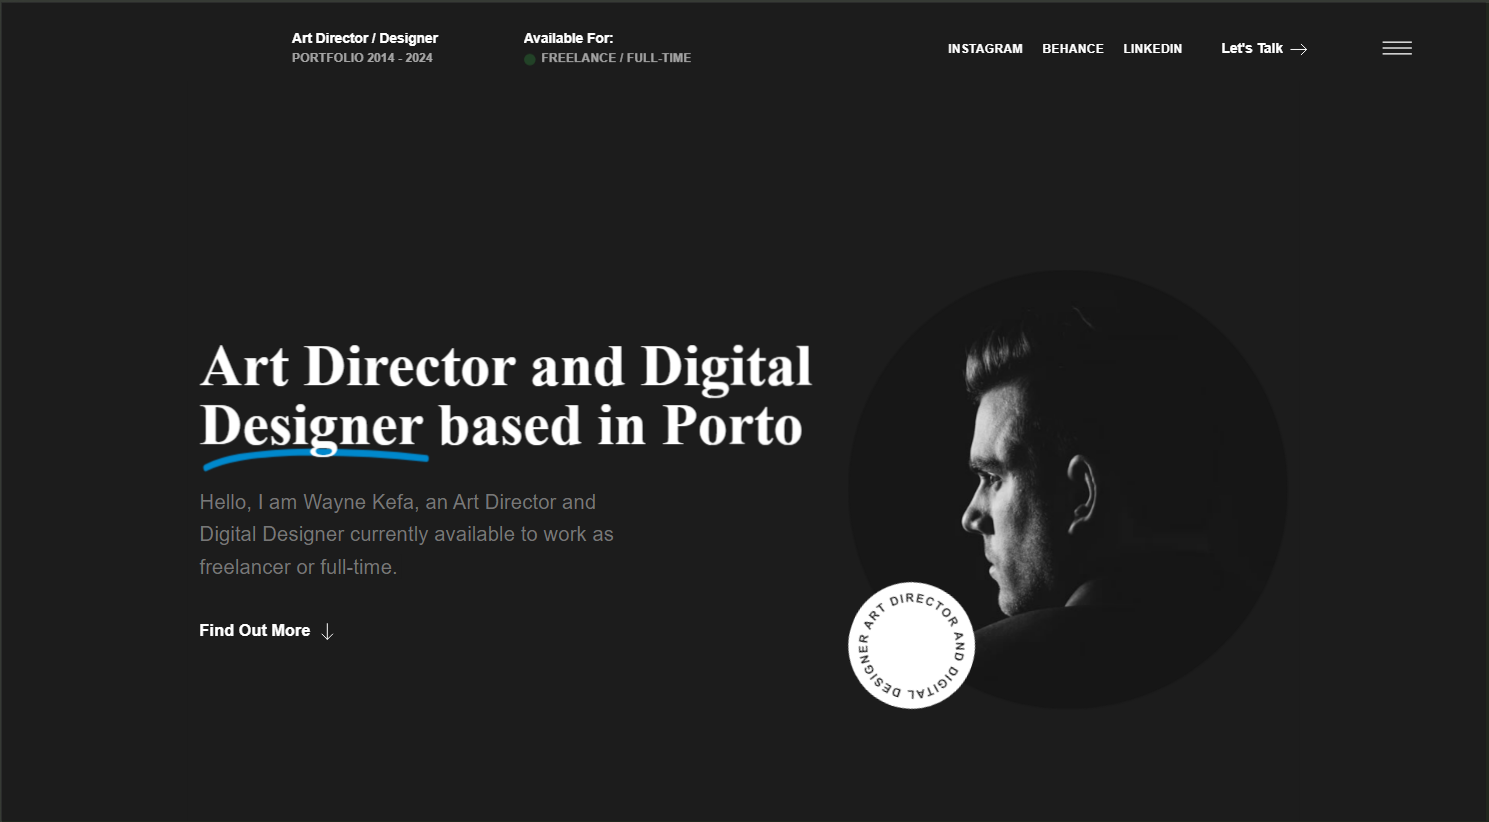 Art Director / Designer
PORTFOLIO 2014 - 2024
Available For:
FREELANCE / FULL-TIME
INSTAGRAM
BEHANCE
LINKEDIN
Let's Talk
Art Director and Digital
Designer based in Porto
Hello, I am Wayne Kefa, an Art Director and
Digital Designer currently available to work as
freelancer or full-time.
Find Out More
ART DIRECTOR AND DIGITAL DESIGNER